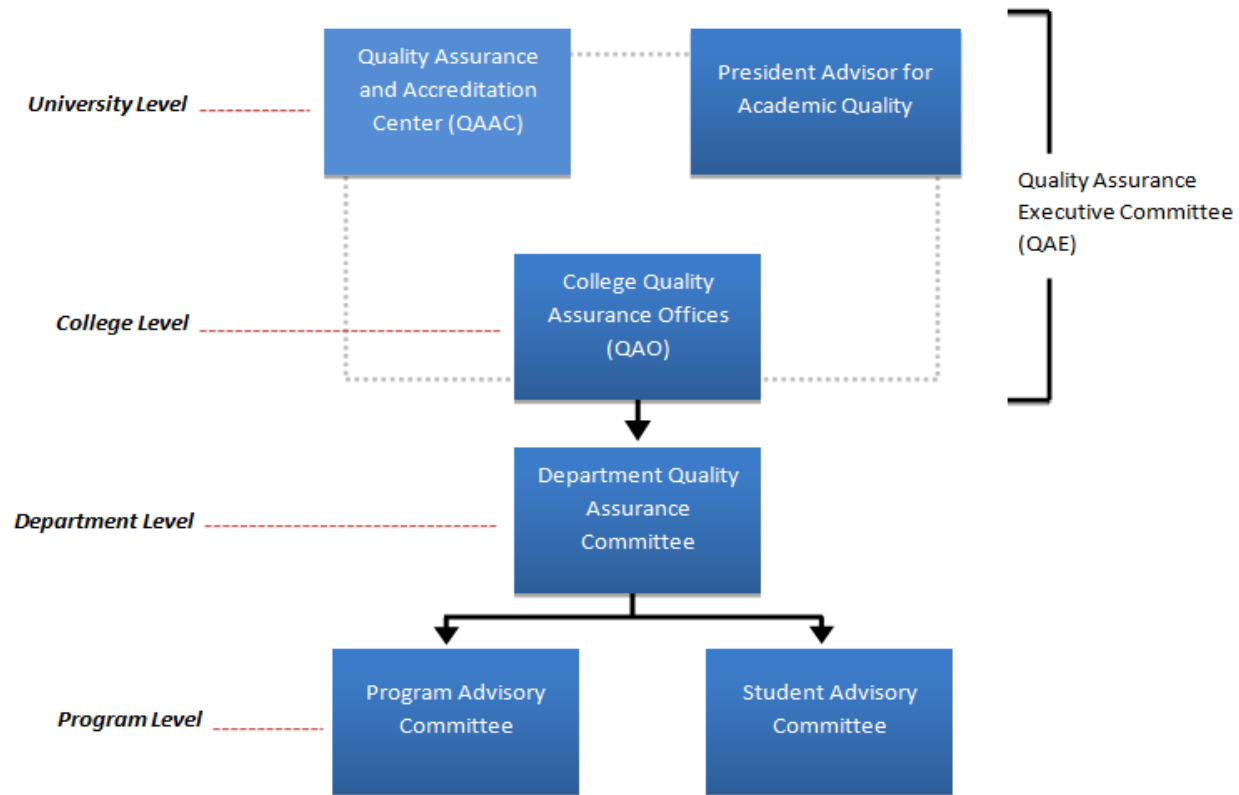 Quality Assurance
and Accreditation
Center (QAAC)
President Advisor for
Academic Quality
University Level
Quality Assurance
Executive Committee
(QAE)
College Quality
Assurance Offices
(QAO)
College Level
Department Quality
Assurance
Committee
Department Level
Program Advisory
Committee
Student Advisory
Committee
Program Level